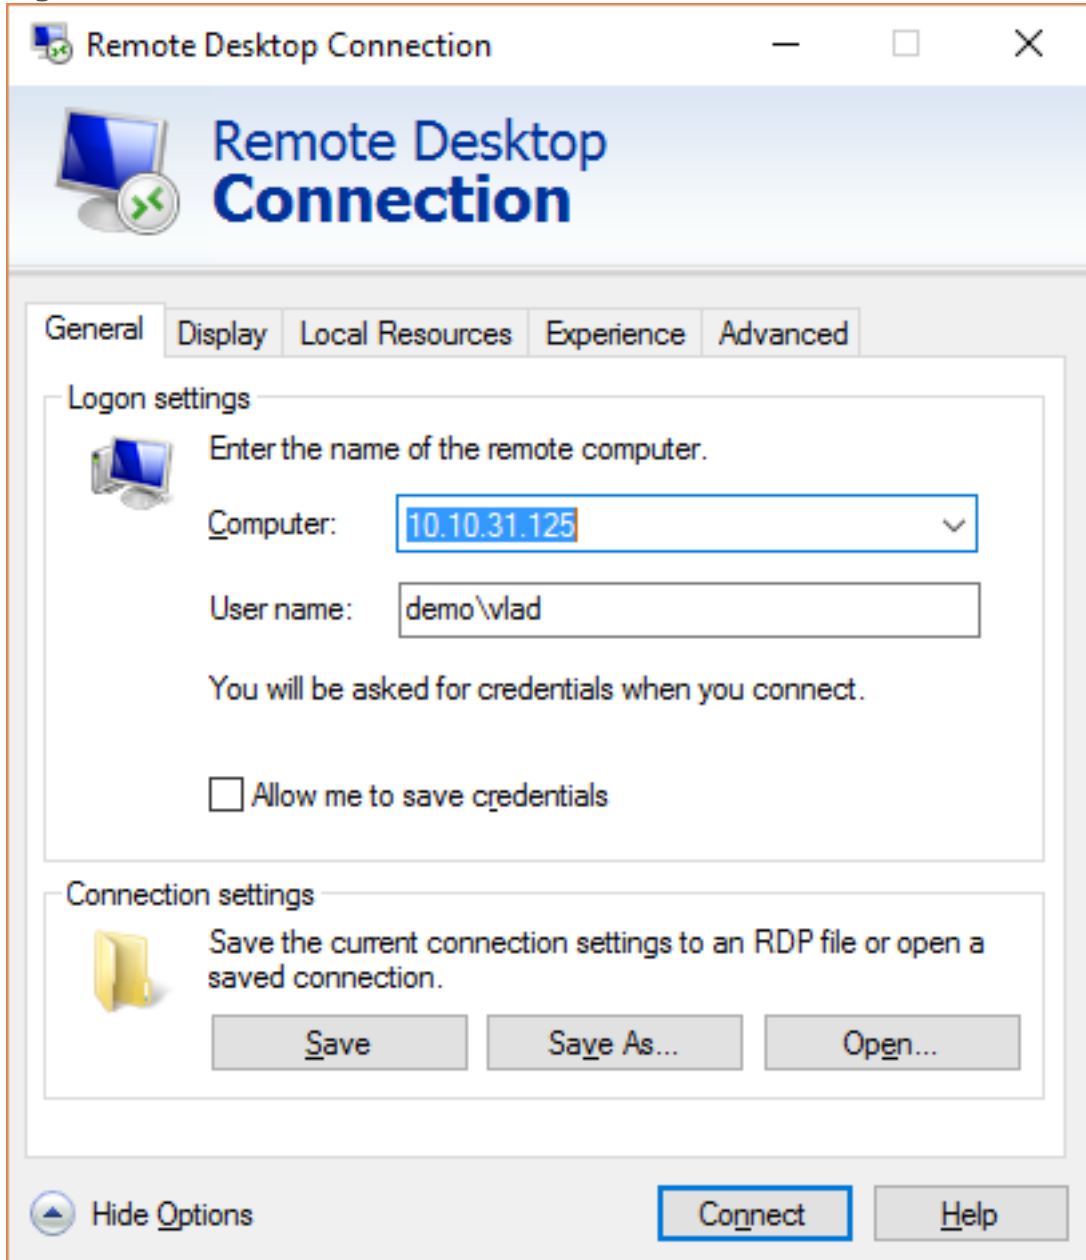 Remote Desktop Connection
Remote Desktop
Connection
General Display Local Resources Experience Advanced
Logon settings
Enter the name of the remote computer.
Computer: 10.10.31.125
User name: demo\vlad
You will be asked for credentials when you connect.
Allow me to save credentials
Connection settings
Save the current connection settings to an RDP file or open a
saved connection.
Save Save As... Open...
Hide Options Connect Help